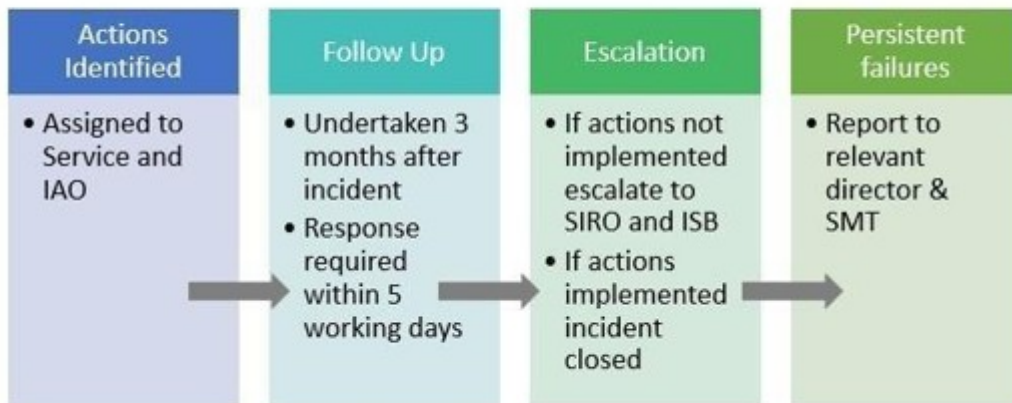 Actions
Identified
• Assigned to
Service and
IAO
Follow Up
• Undertaken 3
months after
incident
• Response
required
within 5
working days
Escalation
• If actions not
implemented
escalate to
SIRO and ISB
• If actions
implemented
incident
closed
Persistent
failures
• Report to
relevant
director &
SMT